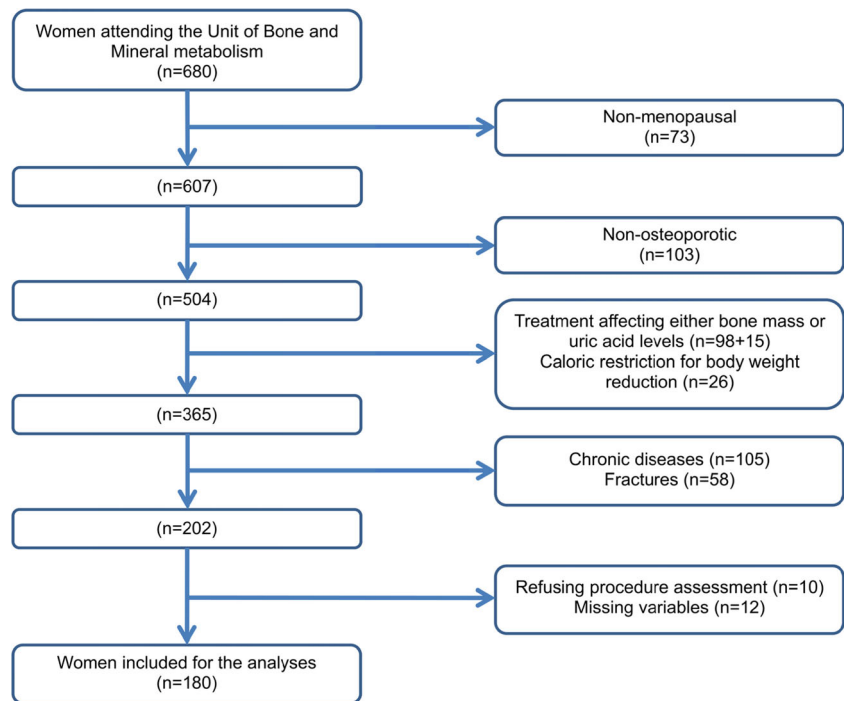 Women attending the Unit of Bone and
Mineral metabolism
(n=680)
Non-menopausal
(n=73)
(n=607)
Non-osteoporotic
(n=103)
(n=504)
Treatment affecting either bone mass or
uric acid levels (n=98+15)
Caloric restriction for body weight
reduction (n=26)
(n=365)
Chronic diseases (n=105)
Fractures (n=58)
(n=202)
Refusing procedure assessment (n=10)
Missing variables (n=12)
Women included for the analyses
(n=180)